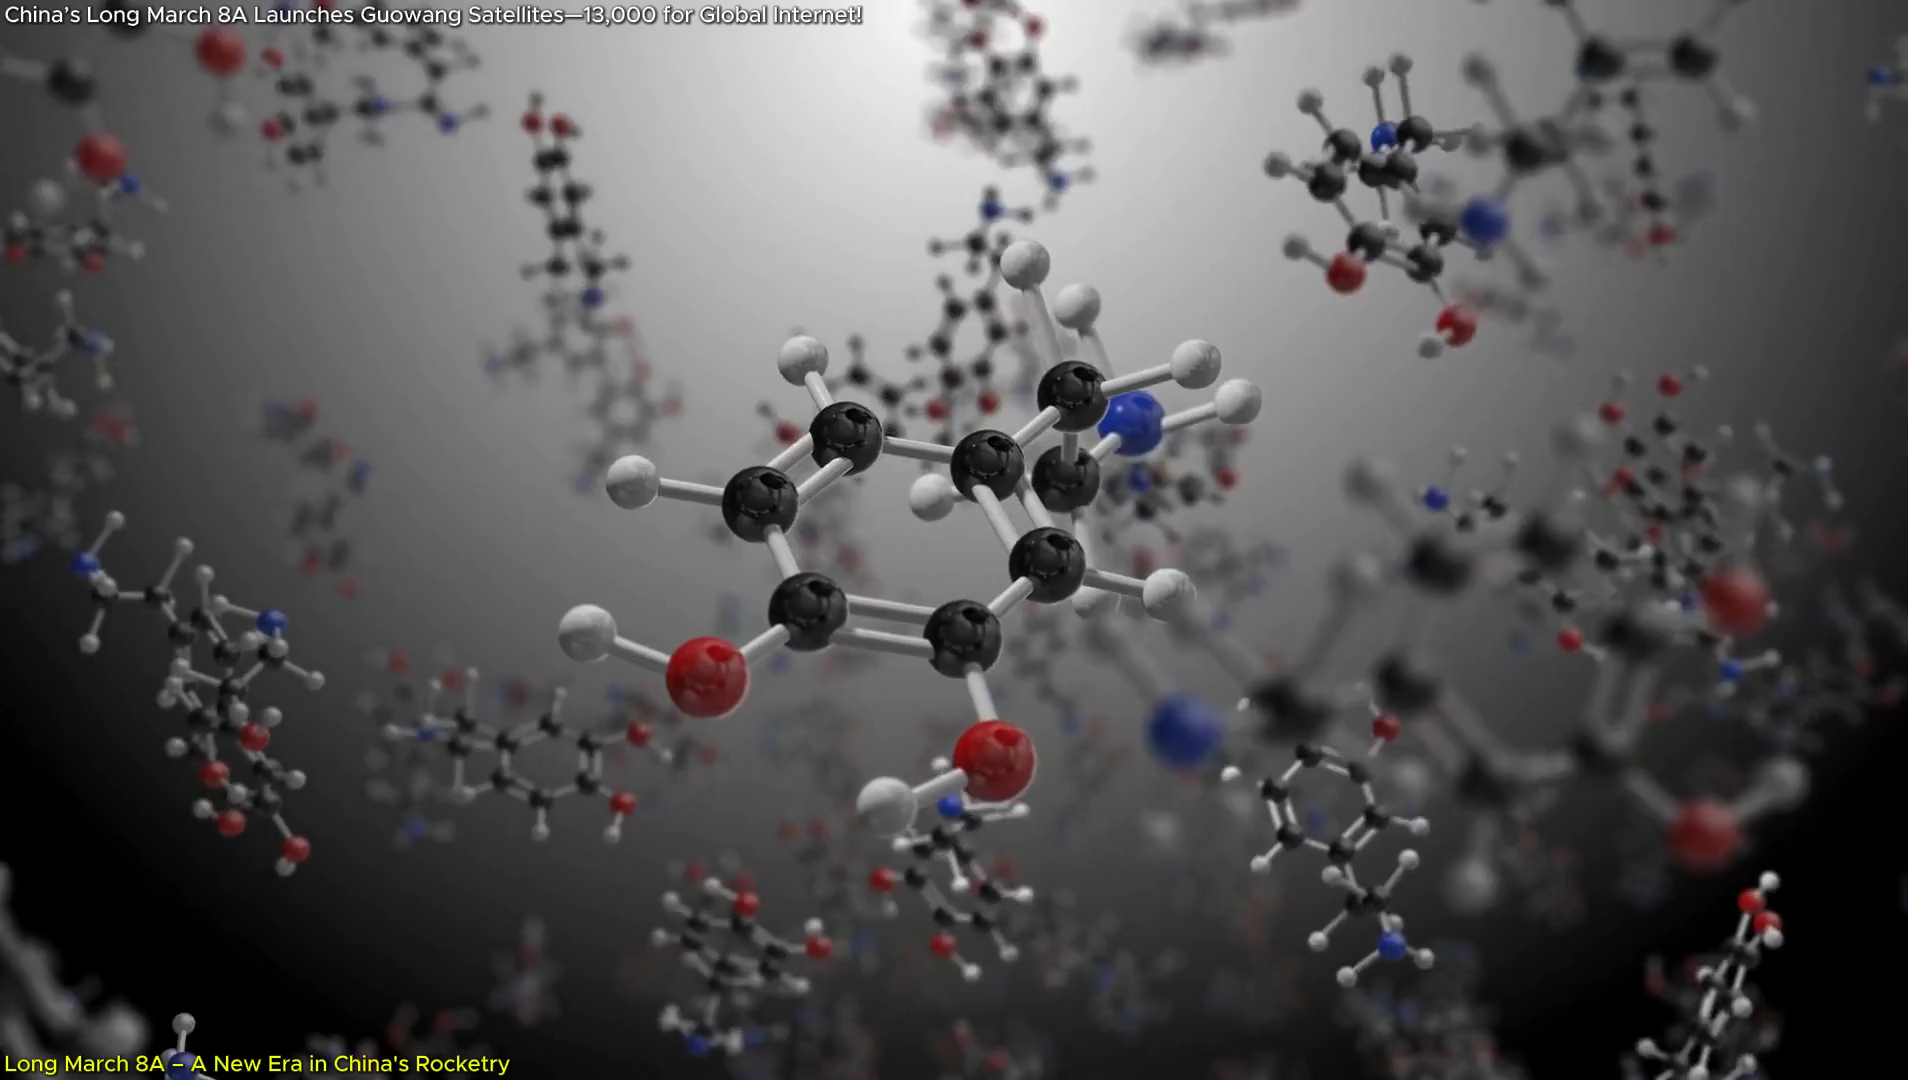 China’s Long March 8A Launches Guowang Satellites—13,000 for Global Internet!
Long March 8A – A New Era in China's Rocketry